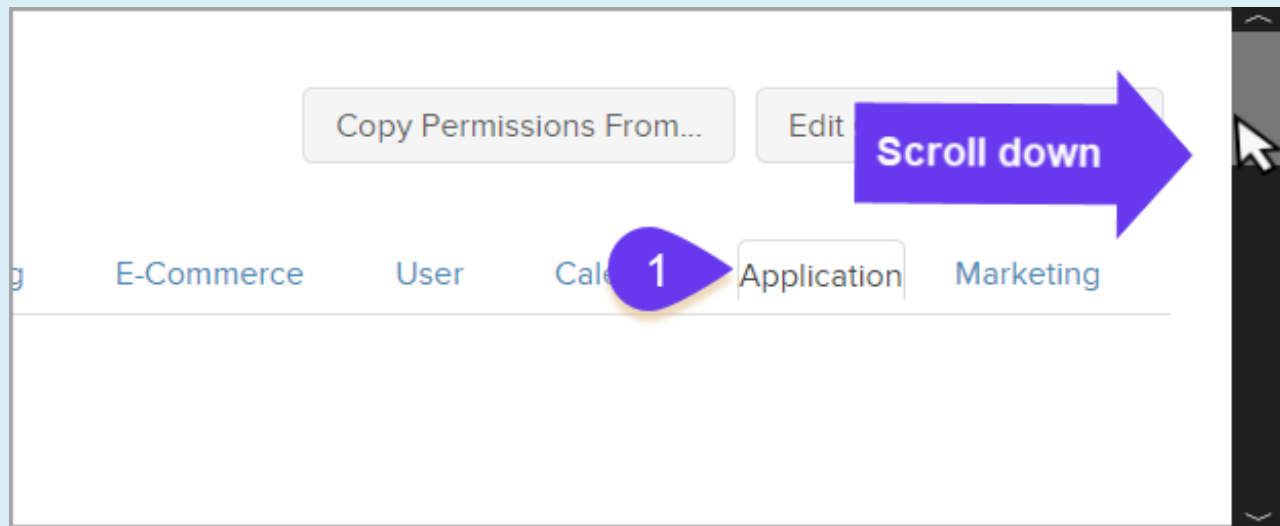 Copy Permissions From...
Edit
Scroll down
g
E-Commerce
User
Cale
1
Application
Marketing